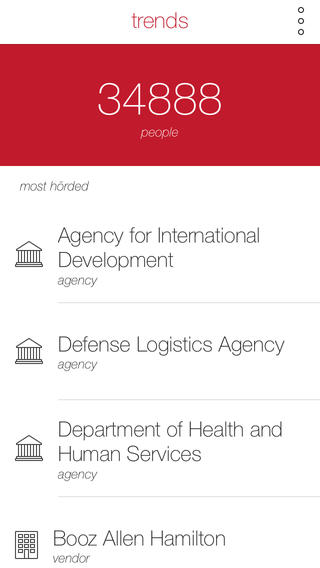 trends
34888
people
most hōrded
Agency for International
Development
agency
Defense Logistics Agency
agency
Department of Health and
Human Services
agency
Booz Allen Hamilton
vendor